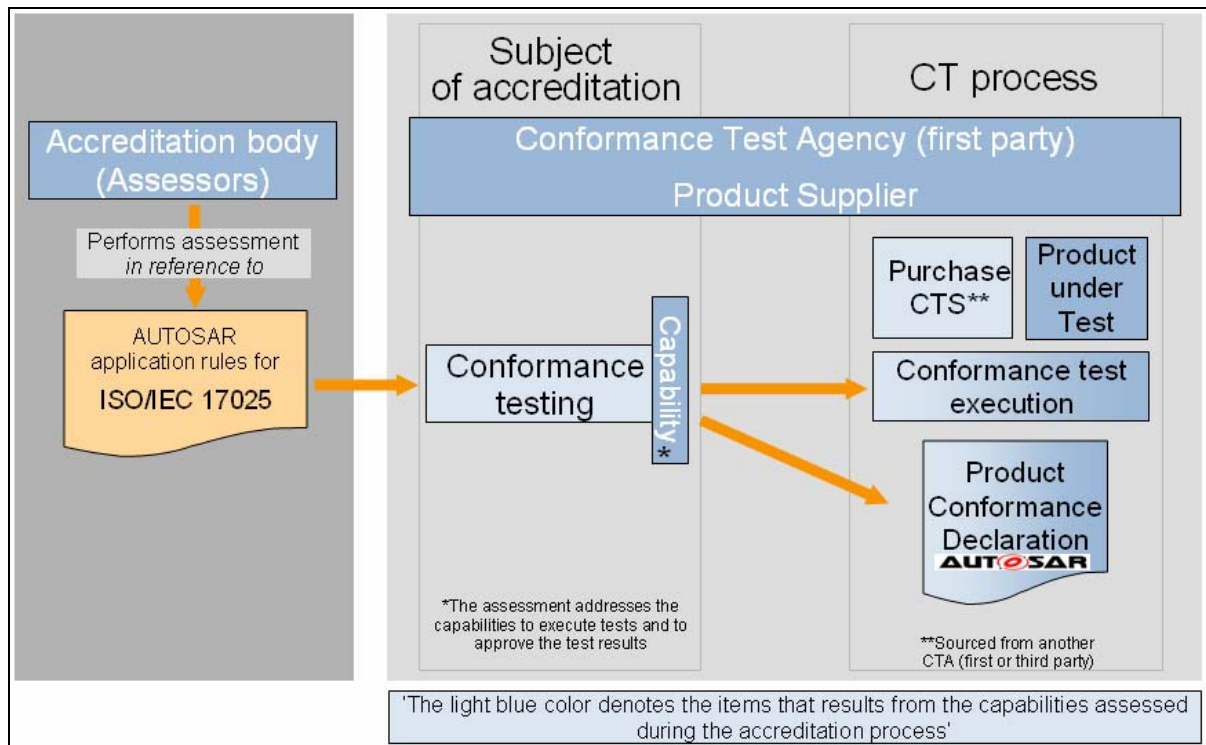 Subject
of accreditation
CT process
Accreditation body
(Assessors)
Conformance Test Agency (first party)
Product Supplier
Performs assessment
in reference to
AUTOSAR
application rules for
ISO/IEC 17025
Conformance
testing
Capability
*
Purchase
CTS**
Product
under
Test
Conformance test
execution
Product
Conformance
Declaration
AUTOSAR
*The assessment addresses the
capabilities to execute tests and to
approve the test results
**Sourced from another
CTA (first or third party)
'The light blue color denotes the items that results from the capabilities assessed
during the accreditation process'